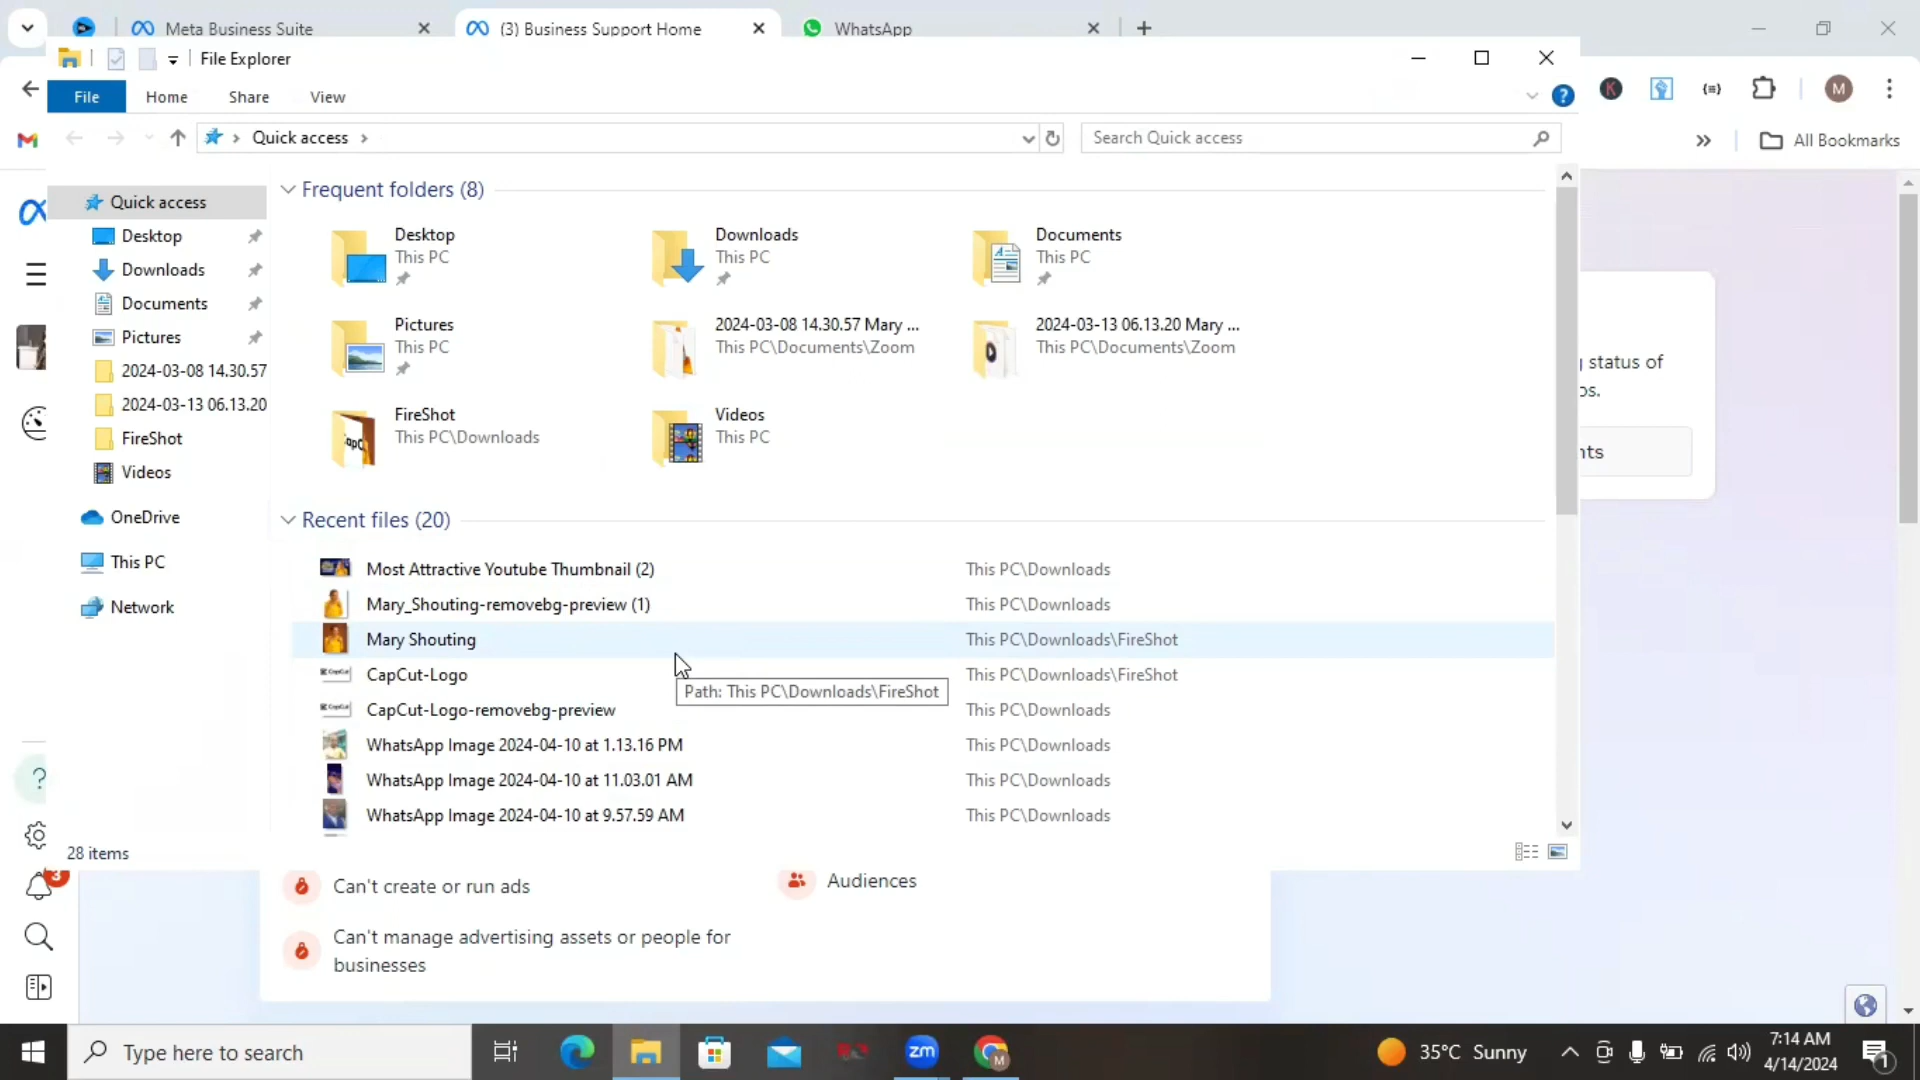 Meta Business Suite
(3) Business Support Home
WhatsApp
File Explorer
File
Home
Share
View
K
M
Quick access
Search Quick access
All Bookmarks
Quick access
Desktop
Downloads
Documents
Pictures
2024-03-08 14.30.57
2024-03-13 06.13.20
FireShot
Videos
OneDrive
This PC
Network
Frequent folders (8)
Desktop
This PC
Downloads
This PC
Documents
This PC
Pictures
This PC
2024-03-08 14.30.57 Mary ...
This PC\Documents\Zoom
2024-03-13 06.13.20 Mary ...
This PC\Documents\Zoom
FireShot
This PC\Downloads
Videos
This PC
status of
os.
nts
Recent files (20)
Most Attractive Youtube Thumbnail (2) This PC\Downloads
Mary_Shouting-removebg-preview (1) This PC\Downloads
Mary Shouting This PC\Downloads\FireShot
CapCut-Logo This PC\Downloads\FireShot
Path: This PC\Downloads\FireShot
CapCut-Logo-removebg-preview This PC\Downloads
WhatsApp Image 2024-04-10 at 1.13.16 PM This PC\Downloads
WhatsApp Image 2024-04-10 at 11.03.01 AM This PC\Downloads
WhatsApp Image 2024-04-10 at 9.57.59 AM This PC\Downloads
28 items
3
Can't create or run ads
Audiences
Can't manage advertising assets or people for
businesses
Type here to search
zm
M
35°C Sunny
7:14 AM
4/14/2024
1